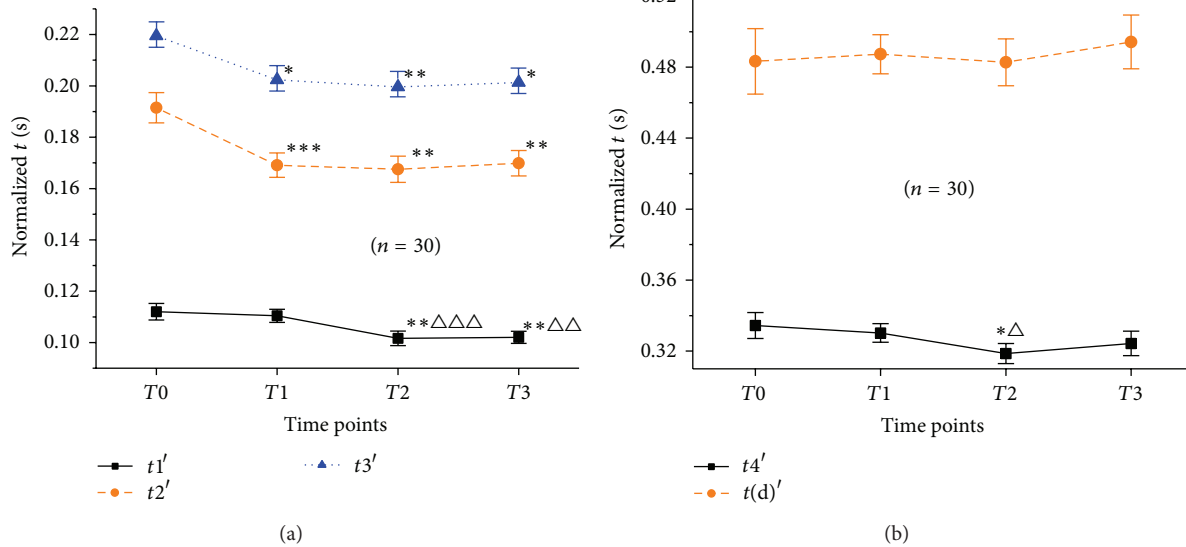 0.22
0.20
0.18
0.16
0.14
0.12
0.10
Normalized t (s)
*
**
*
***
**
**
(n = 30)
**△△△
**△△
T0 T1 T2 T3
Time points
t1′
t2′
t3′
(a)
0.52
0.48
0.44
0.40
0.36
0.32
Normalized t (s)
(n = 30)
*△
T0 T1 T2 T3
Time points
t4′
t(d)′
(b)